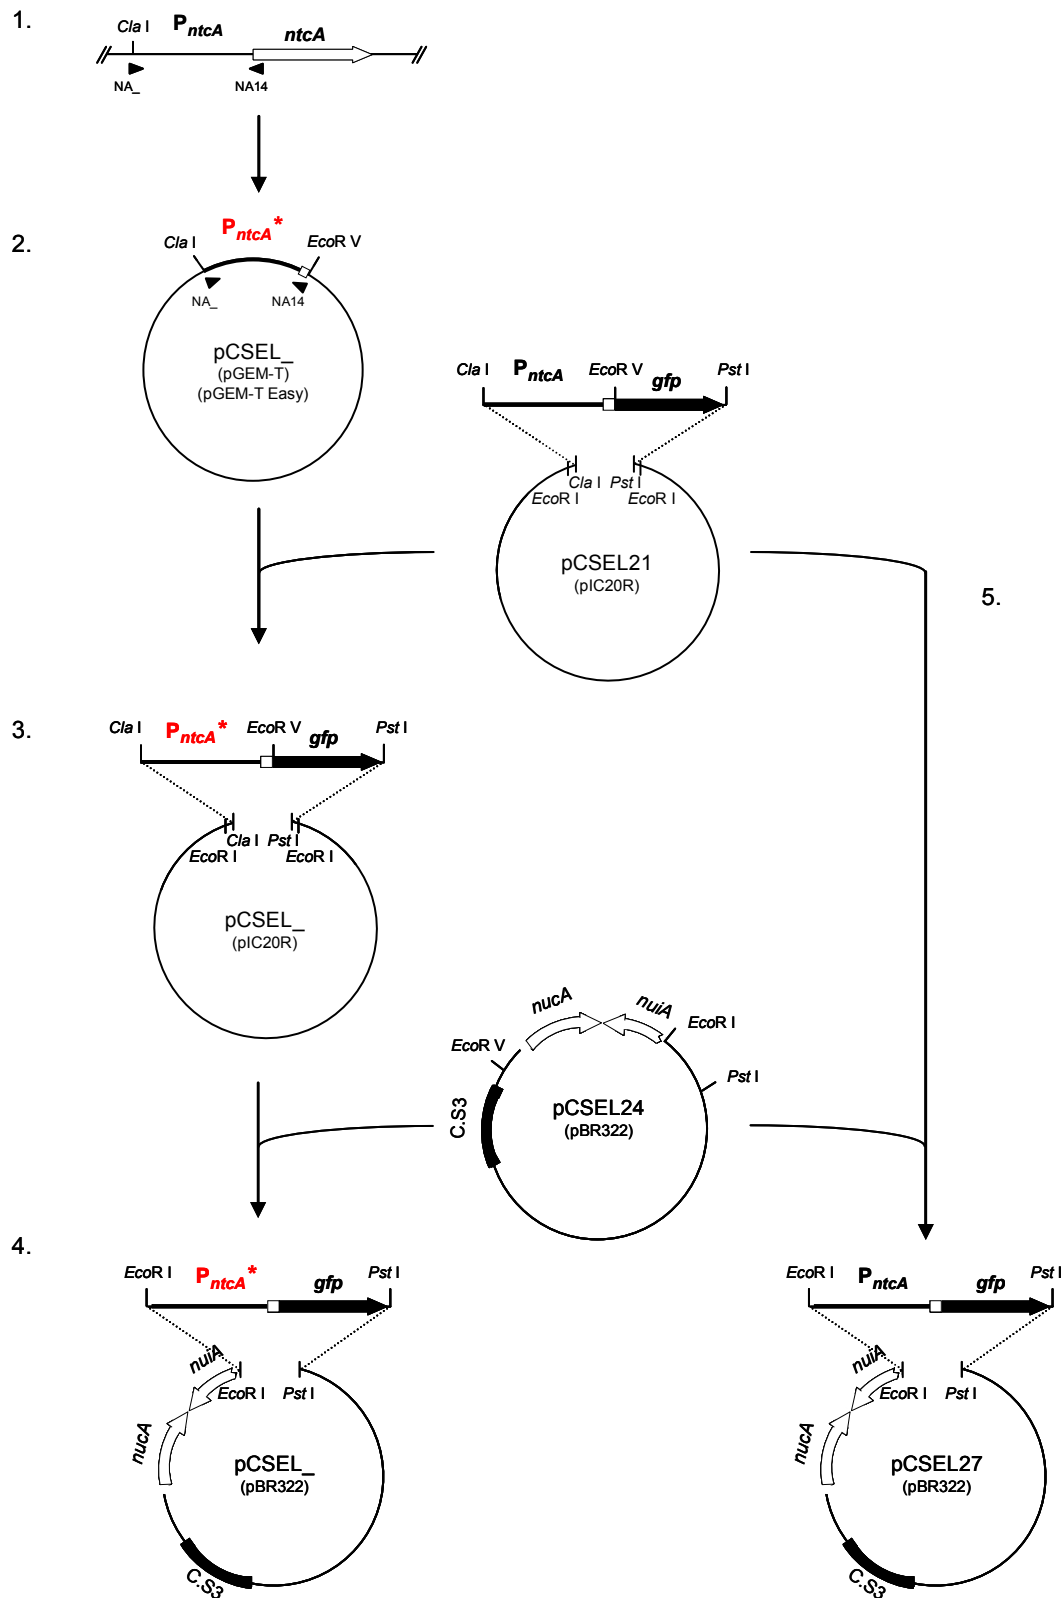 1.
Cla I
PntcA
ntcA
NA_
NA14
2.
PntcA*
Cla I
EcoR V
NA_
NA14
pCSEL_
(pGEM-T)
(pGEM-T Easy)
Cla I
PntcA
EcoR V
gfp
Pst I
Cla I
Pst I
EcoR I
EcoR I
pCSEL21
(pIC20R)
5.
3.
Cla I
PntcA*
EcoR V
gfp
Pst I
Cla I
Pst I
EcoR I
EcoR I
pCSEL_
(pIC20R)
nucA
nuiA
EcoR I
EcoR V
Pst I
C.S3
pCSEL24
(pBR322)
4.
EcoR I
PntcA*
gfp
Pst I
nuiA
EcoR I
Pst I
nucA
pCSEL_
(pBR322)
C.S3
EcoR I
PntcA
gfp
Pst I
nuiA
EcoR I
Pst I
nucA
pCSEL27
(pBR322)
C.S3